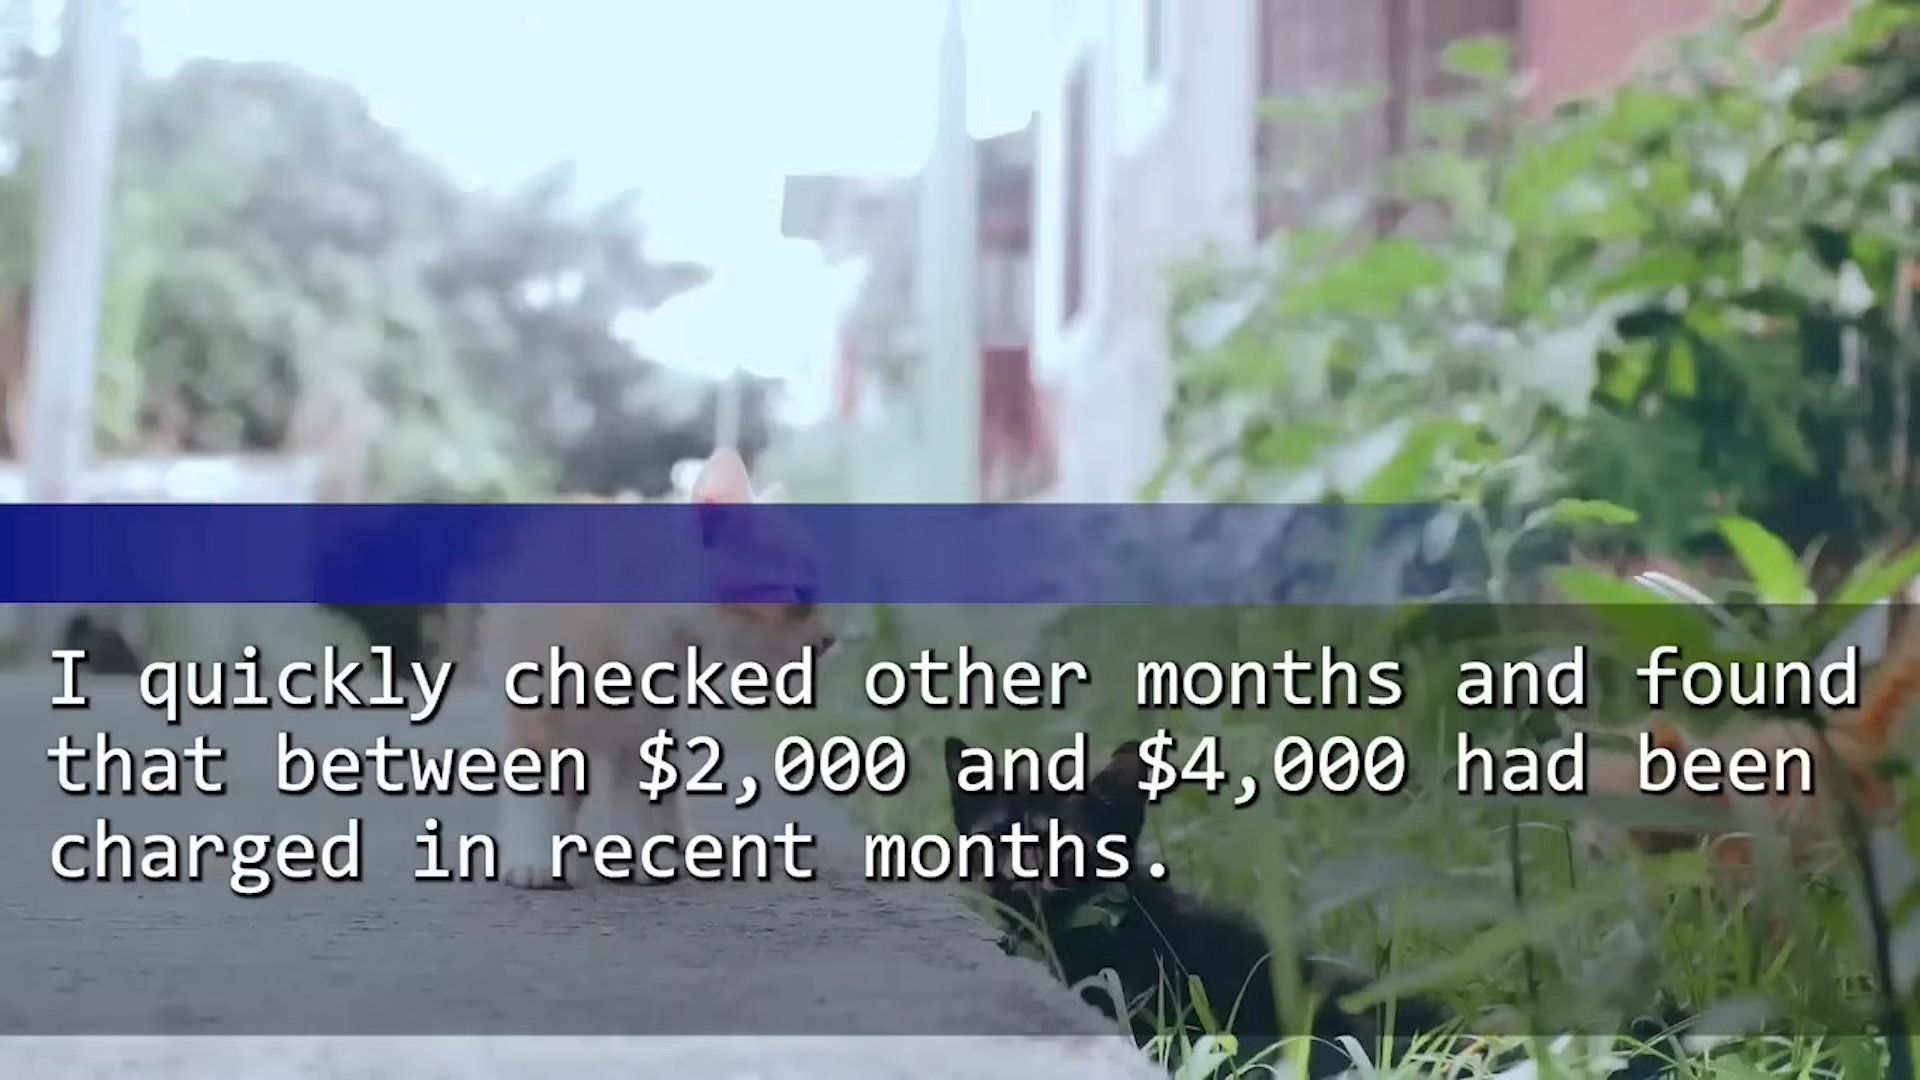 I quickly checked other months and found
that between $2,000 and $4,000 had been
charged in recent months.